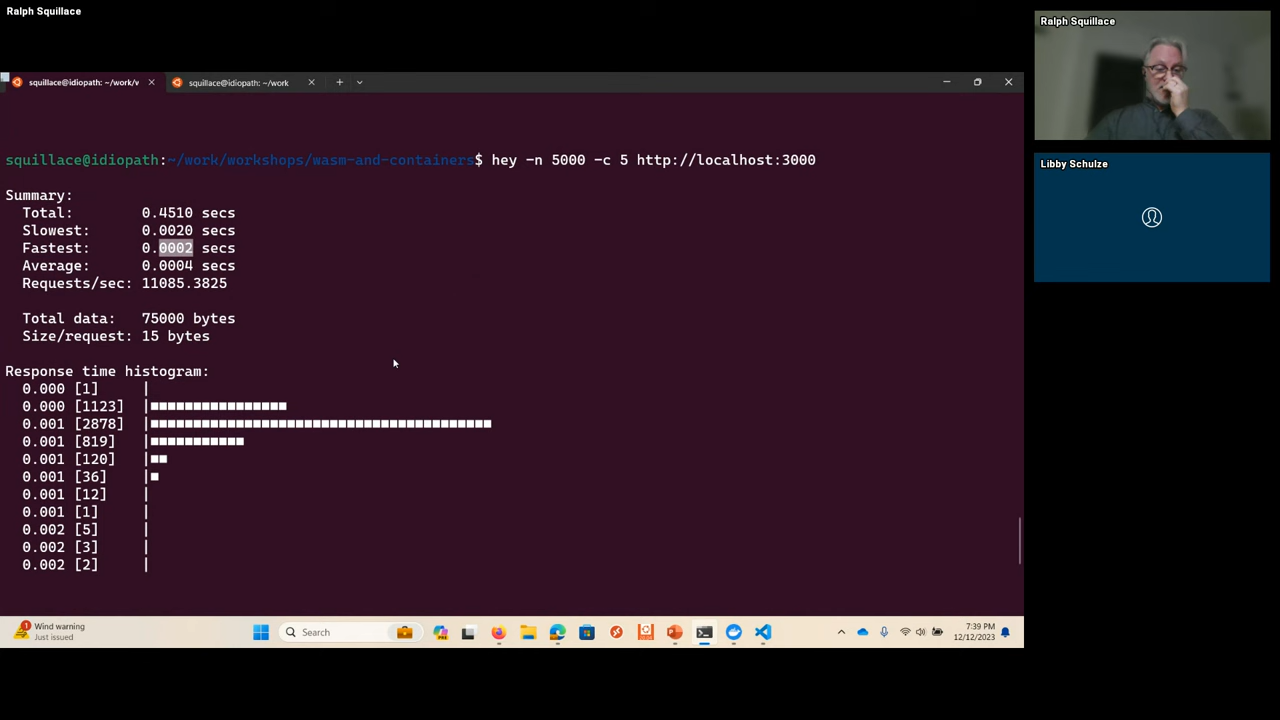 Ralph Squillace
squillace@idiopath: ~/work/v
squillace@idiopath: ~/work
squillace@idiopath:~/work/workshops/wasm-and-containers$ hey -n 5000 -c 5 http://localhost:3000
Summary:
Total: 0.4510 secs
Slowest: 0.0020 secs
Fastest: 0.0002 secs
Average: 0.0004 secs
Requests/sec: 11085.3825
Total data: 75000 bytes
Size/request: 15 bytes
Response time histogram:
0.000 [1] |
0.000 [1123] |■■■■■■■■■■■■■■■■
0.001 [2878] |■■■■■■■■■■■■■■■■■■■■■■■■■■■■■■■■■■■■■■■■
0.001 [819] |■■■■■■■■■■■
0.001 [120] |■■
0.001 [36] |■
0.001 [12] |
0.001 [1] |
0.002 [5] |
0.002 [3] |
0.002 [2] |
1
Wind warning
Just issued
Search
7:39 PM
12/12/2023
Ralph Squillace
Libby Schulze